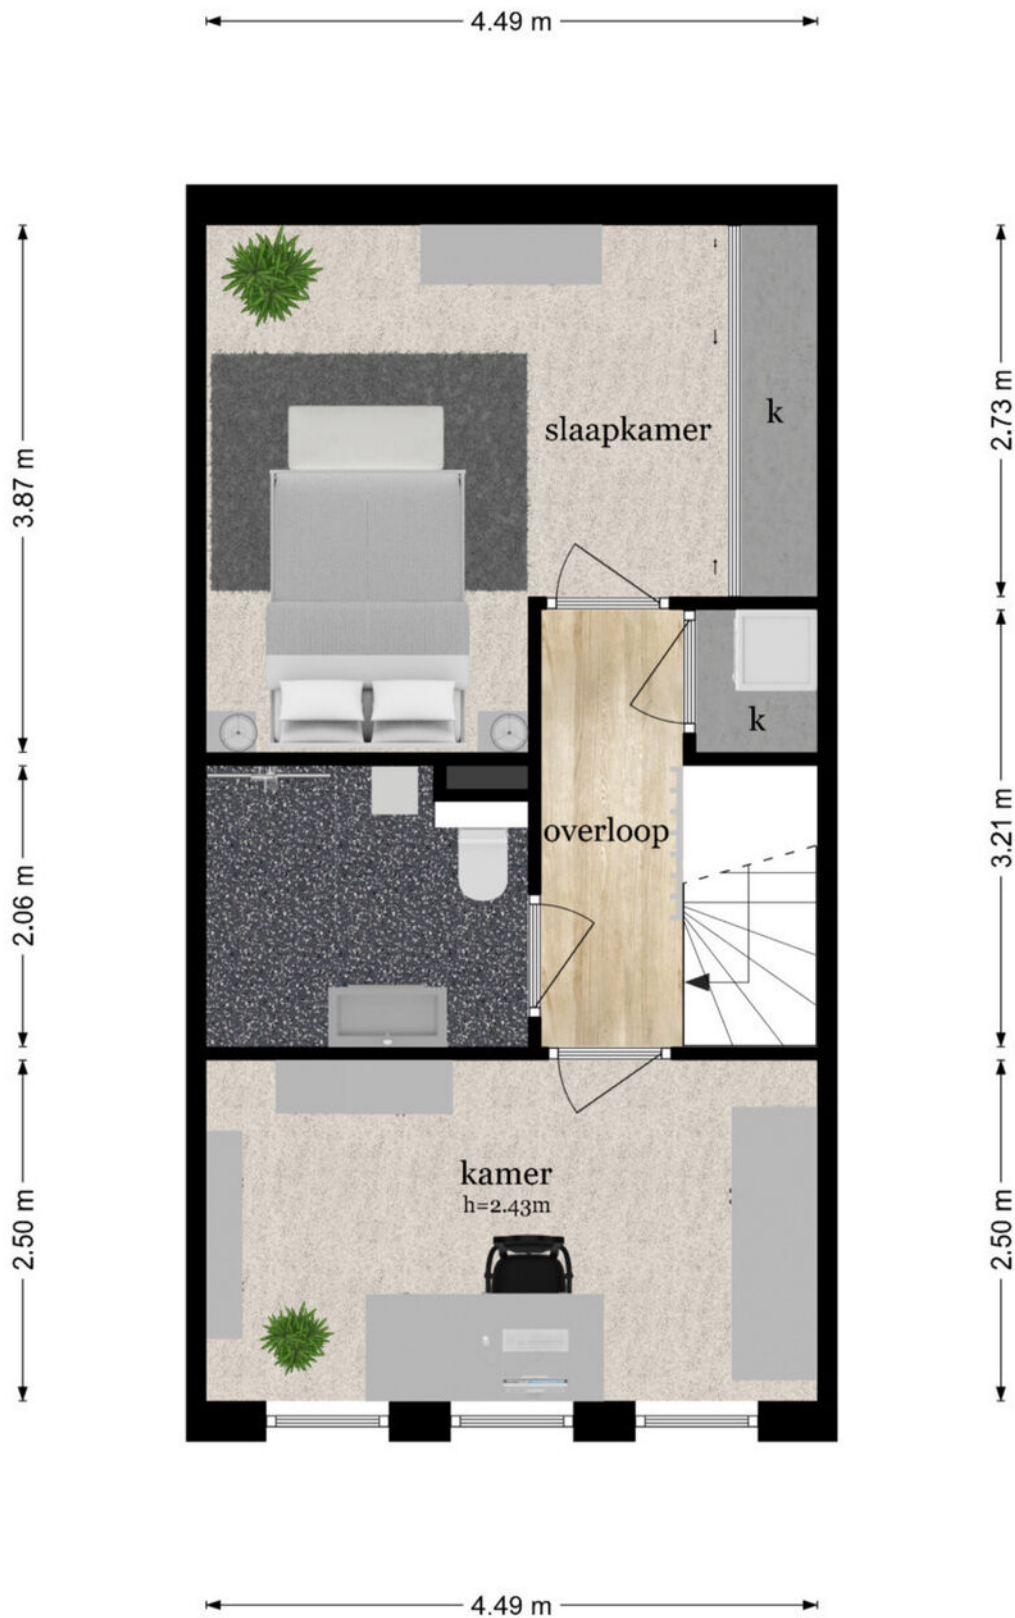 4.49 m
3.87 m
2.73 m
k
slaapkamer
k
3.21 m
overloop
2.06 m
2.50 m
kamer
h=2.43m
2.50 m
4.49 m